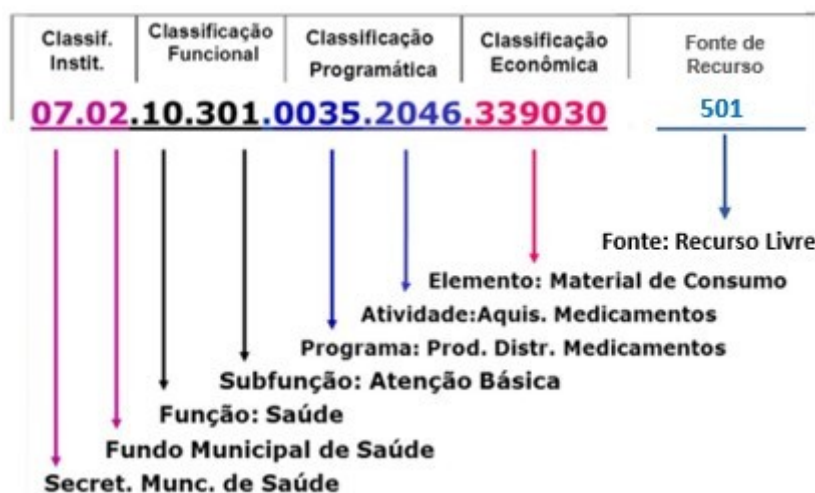 Classif.
Instit.
Classificação
Funcional
Classificação
Programática
Classificação
Econômica
Fonte de
Recurso
07.02.10.301.0035.2046.339030
501
Fonte: Recurso Livre
Elemento: Material de Consumo
Atividade:Aquis. Medicamentos
Programa: Prod. Distr. Medicamentos
Subfunção: Atenção Básica
Função: Saúde
Fundo Municipal de Saúde
Secret. Munc. de Saúde